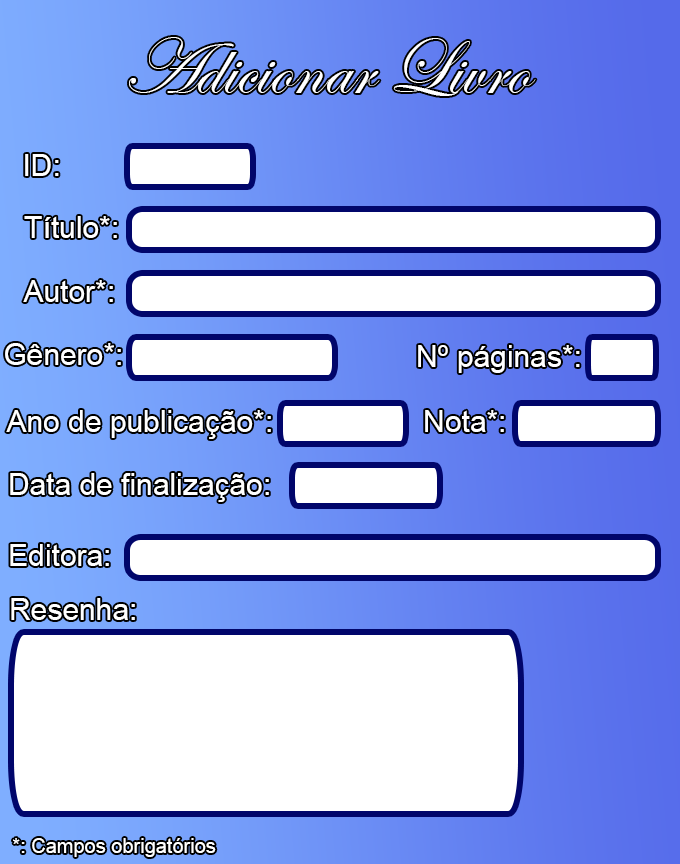 Adicionar Livro
ID:
Título*:
Autor*:
Gênero*: Nº páginas*:
Ano de publicação*: Nota*:
Data de finalização:
Editora:
Resenha:
*: Campos obrigatórios